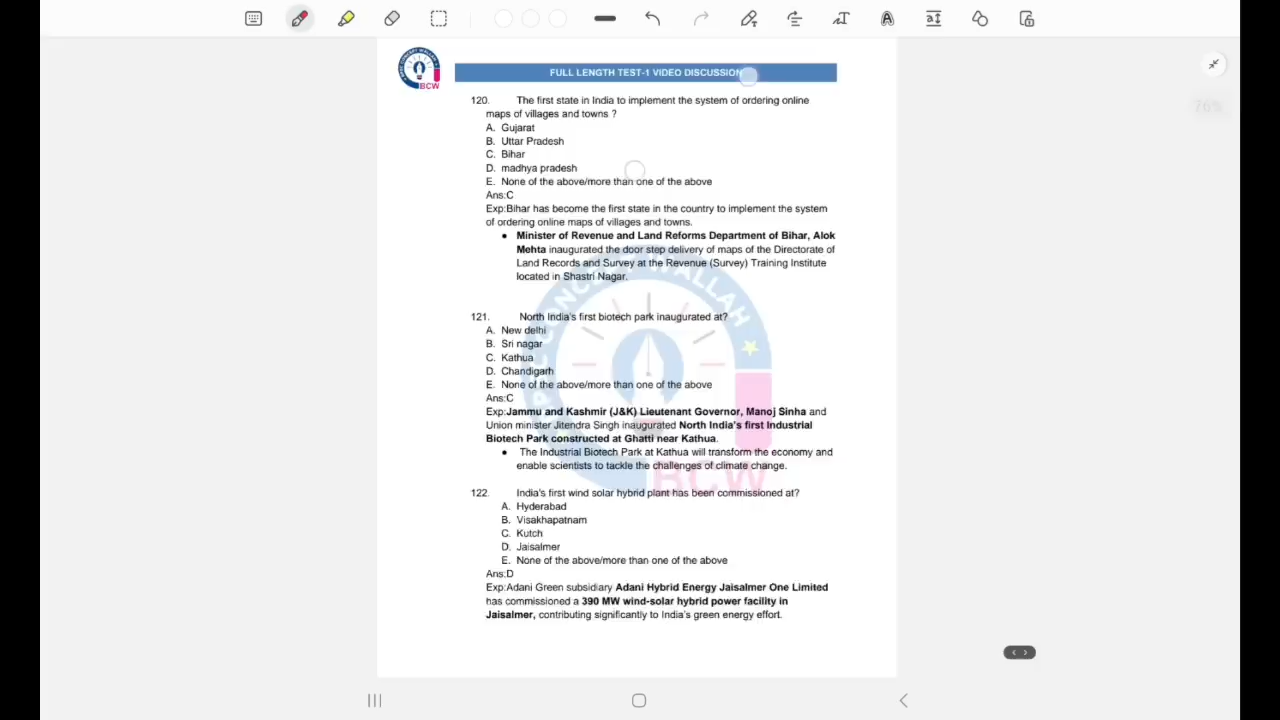 FULL LENGTH TEST-1 VIDEO DISCUSSION
BCW
76%
120. The first state in India to implement the system of ordering online
maps of villages and towns ?
A. Gujarat
B. Uttar Pradesh
C. Bihar
D. madhya pradesh
E. None of the above/more than one of the above
Ans:C
Exp:Bihar has become the first state in the country to implement the system
of ordering online maps of villages and towns.
• Minister of Revenue and Land Reforms Department of Bihar, Alok
Mehta inaugurated the door step delivery of maps of the Directorate of
Land Records and Survey at the Revenue (Survey) Training Institute
located in Shastri Nagar.
121. North India's first biotech park inaugurated at?
A. New delhi
B. Sri nagar
C. Kathua
D. Chandigarh
E. None of the above/more than one of the above
Ans:C
Exp:Jammu and Kashmir (J&K) Lieutenant Governor, Manoj Sinha and
Union minister Jitendra Singh inaugurated North India's first Industrial
Biotech Park constructed at Ghatti near Kathua.
• The Industrial Biotech Park at Kathua will transform the economy and
enable scientists to tackle the challenges of climate change.
BCW
122. India's first wind solar hybrid plant has been commissioned at?
A. Hyderabad
B. Visakhapatnam
C. Kutch
D. Jaisalmer
E. None of the above/more than one of the above
Ans:D
Exp:Adani Green subsidiary Adani Hybrid Energy Jaisalmer One Limited
has commissioned a 390 MW wind-solar hybrid power facility in
Jaisalmer, contributing significantly to India's green energy effort.